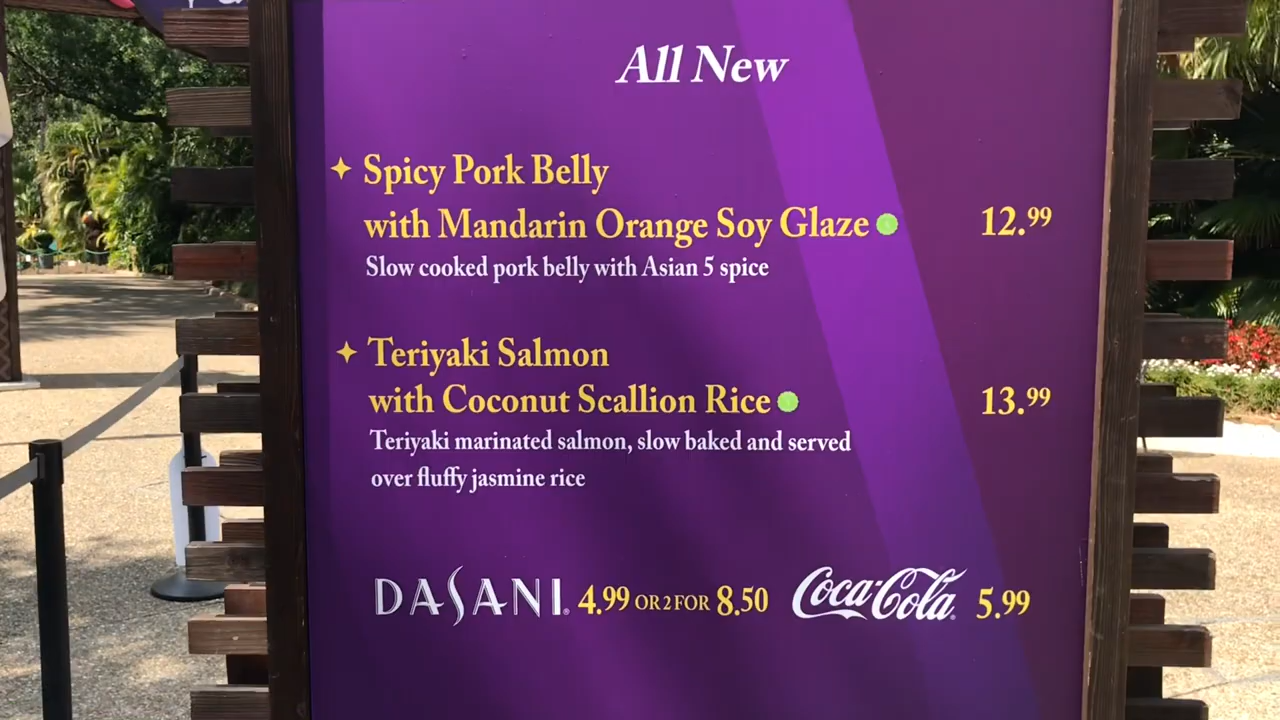 All New
✦ Spicy Pork Belly
with Mandarin Orange Soy Glaze 12.99
Slow cooked pork belly with Asian 5 spice
✦ Teriyaki Salmon
with Coconut Scallion Rice 13.99
Teriyaki marinated salmon, slow baked and served
over fluffy jasmine rice
DASANI® 4.99 OR 2 FOR 8.50 Coca-Cola® 5.99